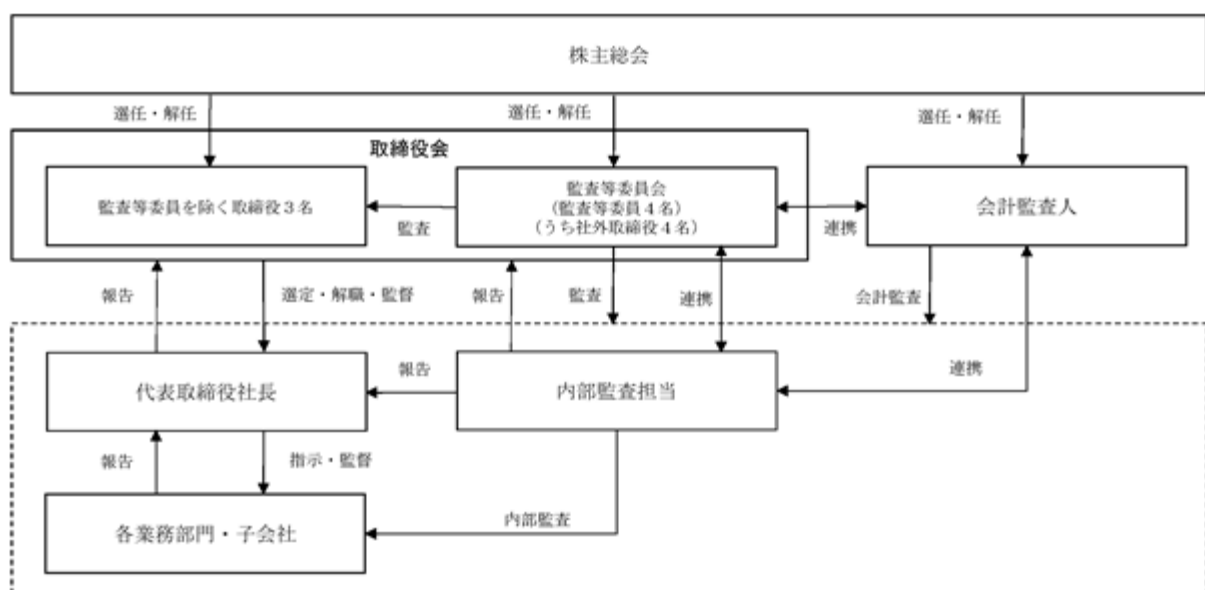 株主総会
選任・解任
選任・解任
選任・解任
取締役会
監査等委員を除く取締役３名
監査
監査等委員会
（監査等委員４名）
（うち社外取締役４名）
連携
会計監査人
報告
選定・解職・監督
報告
監査
連携
会計監査
代表取締役社長
報告
内部監査担当
連携
報告
指示・監督
各業務部門・子会社
内部監査